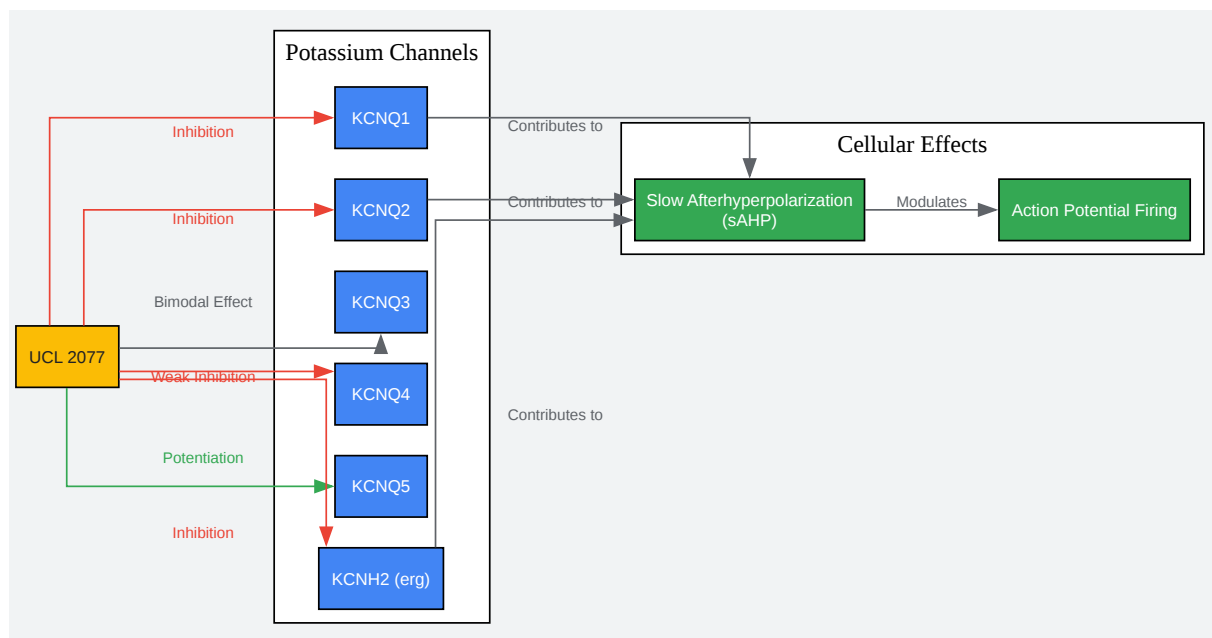 Potassium Channels
KCNQ1
Inhibition
Contributes to
Cellular Effects
KCNQ2
Inhibition
Contributes to
Slow Afterhyperpolarization
(sAHP)
Modulates
Action Potential Firing
KCNQ3
Bimodal Effect
UCL 2077
Weak Inhibition
KCNQ4
Contributes to
Potentiation
KCNQ5
Inhibition
KCNH2 (erg)